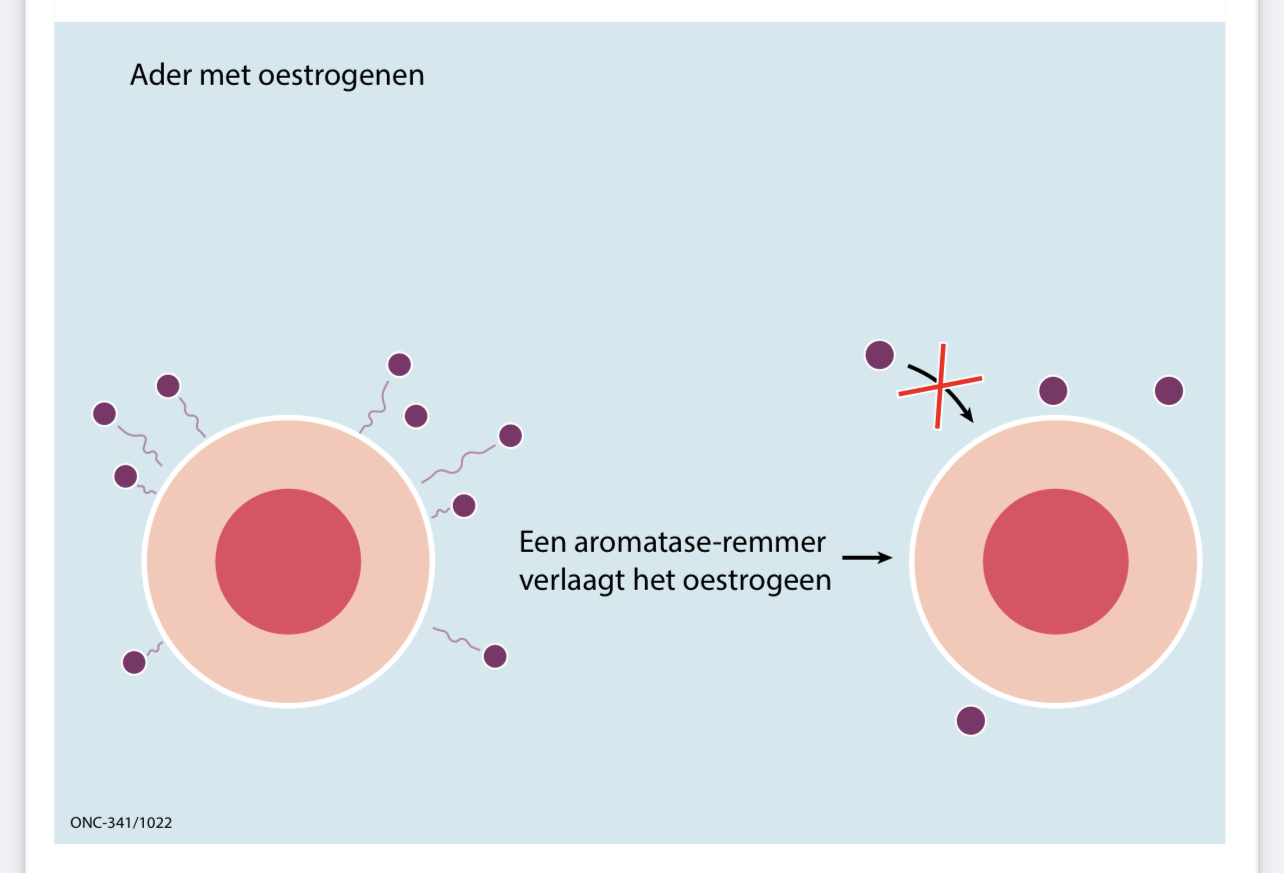 Ader met oestrogenen
Een aromatase-remmer
verlaagt het oestrogeen
ONC-341/1022